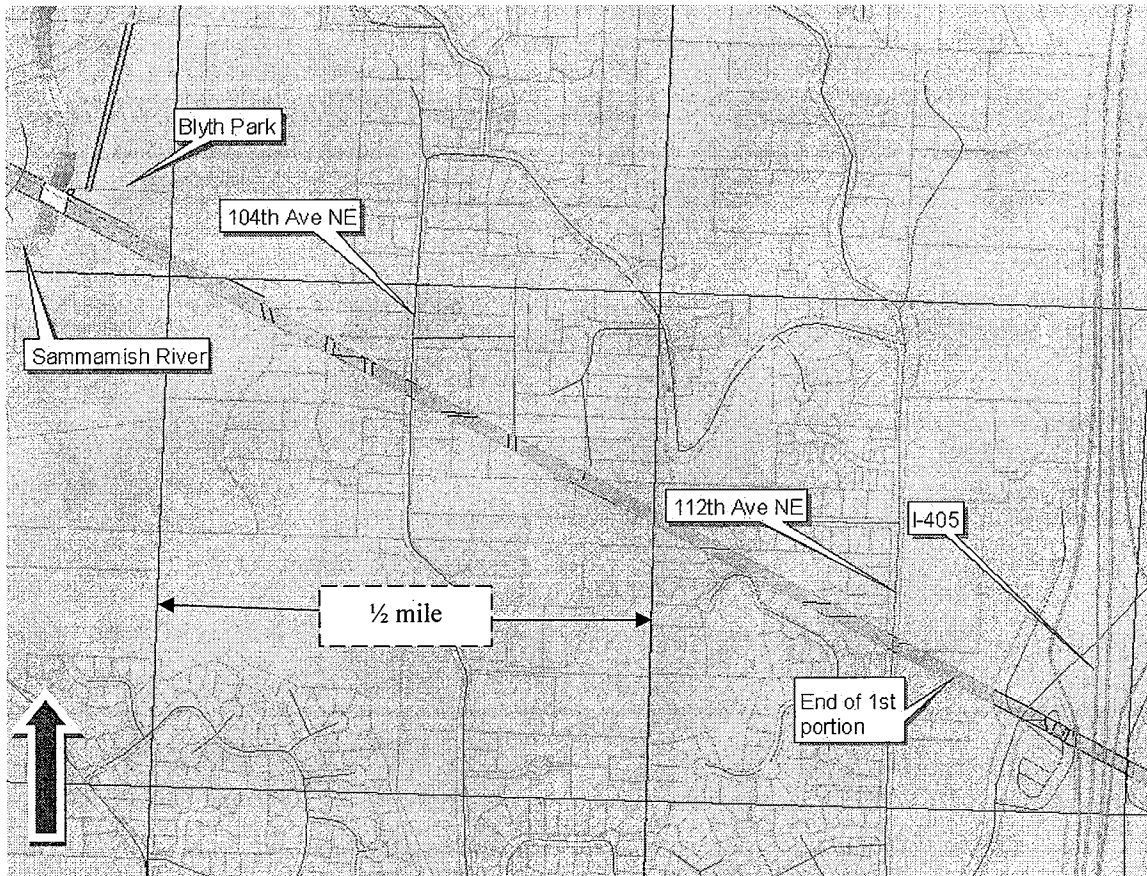 Blyth Park
104th Ave NE
Sammamish River
112th Ave NE
I-405
½ mile
End of 1st
portion